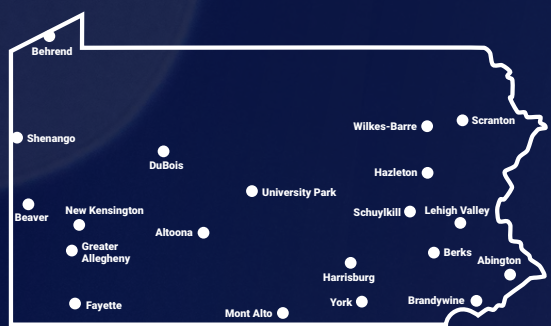 Behrend
Scranton
Wilkes-Barre
Shenango
DuBois
Hazleton
University Park
New Kensington
Schuylkill
Lehigh Valley
Beaver
Altoona
Greater
Allegheny
Berks
Abington
Harrisburg
Fayette
York
Brandywine
Mont Alto